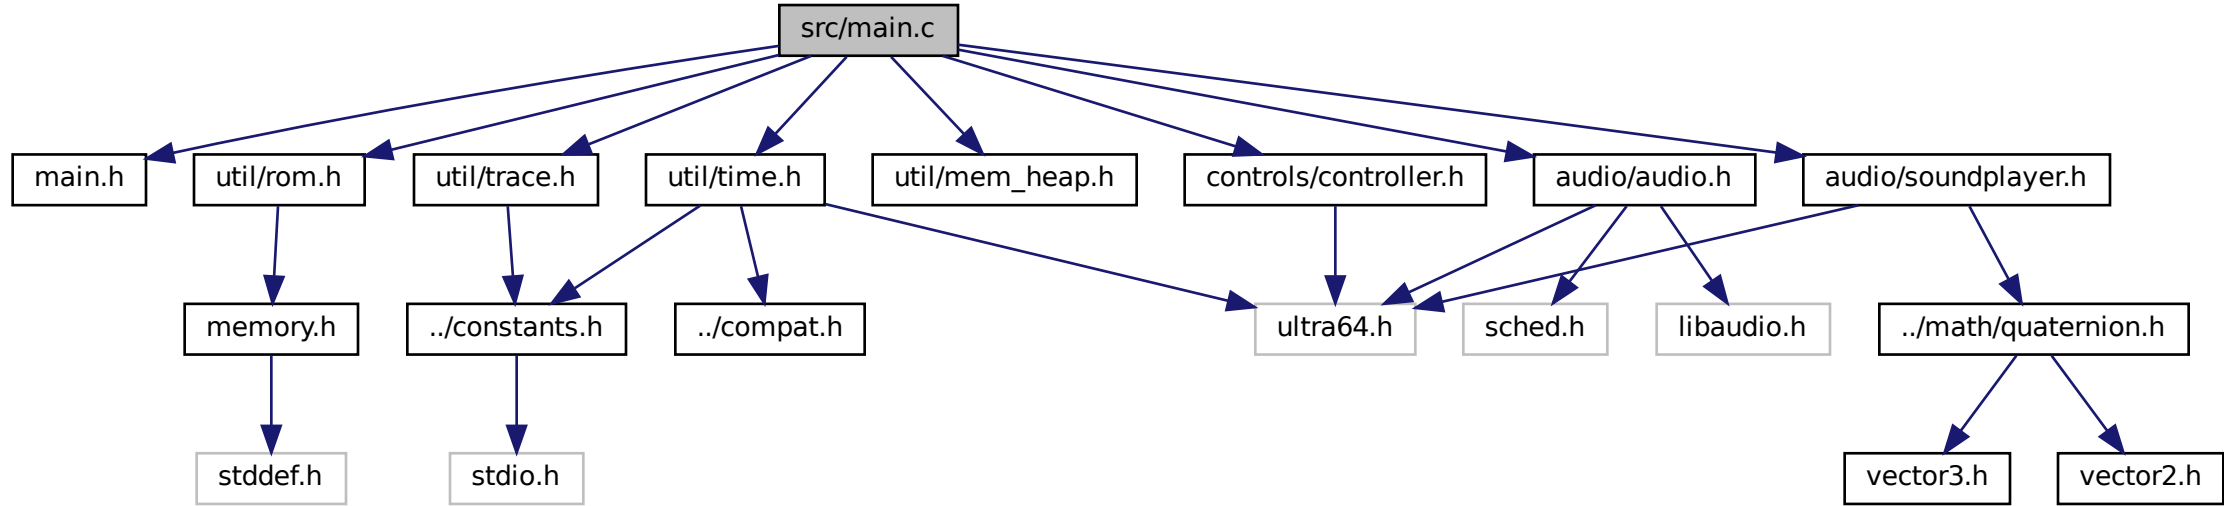 src/main.c
main.h
util/rom.h
util/trace.h
util/time.h
util/mem_heap.h
controls/controller.h
audio/audio.h
audio/soundplayer.h
memory.h
../constants.h
../compat.h
ultra64.h
sched.h
libaudio.h
../math/quaternion.h
stddef.h
stdio.h
vector3.h
vector2.h